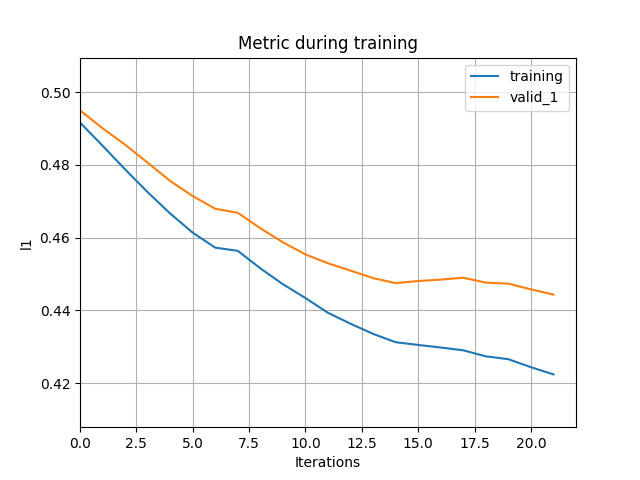 Metric during training
training
valid_1
l1
0.50
0.48
0.46
0.44
0.42
0.0 2.5 5.0 7.5 10.0 12.5 15.0 17.5 20.0
Iterations